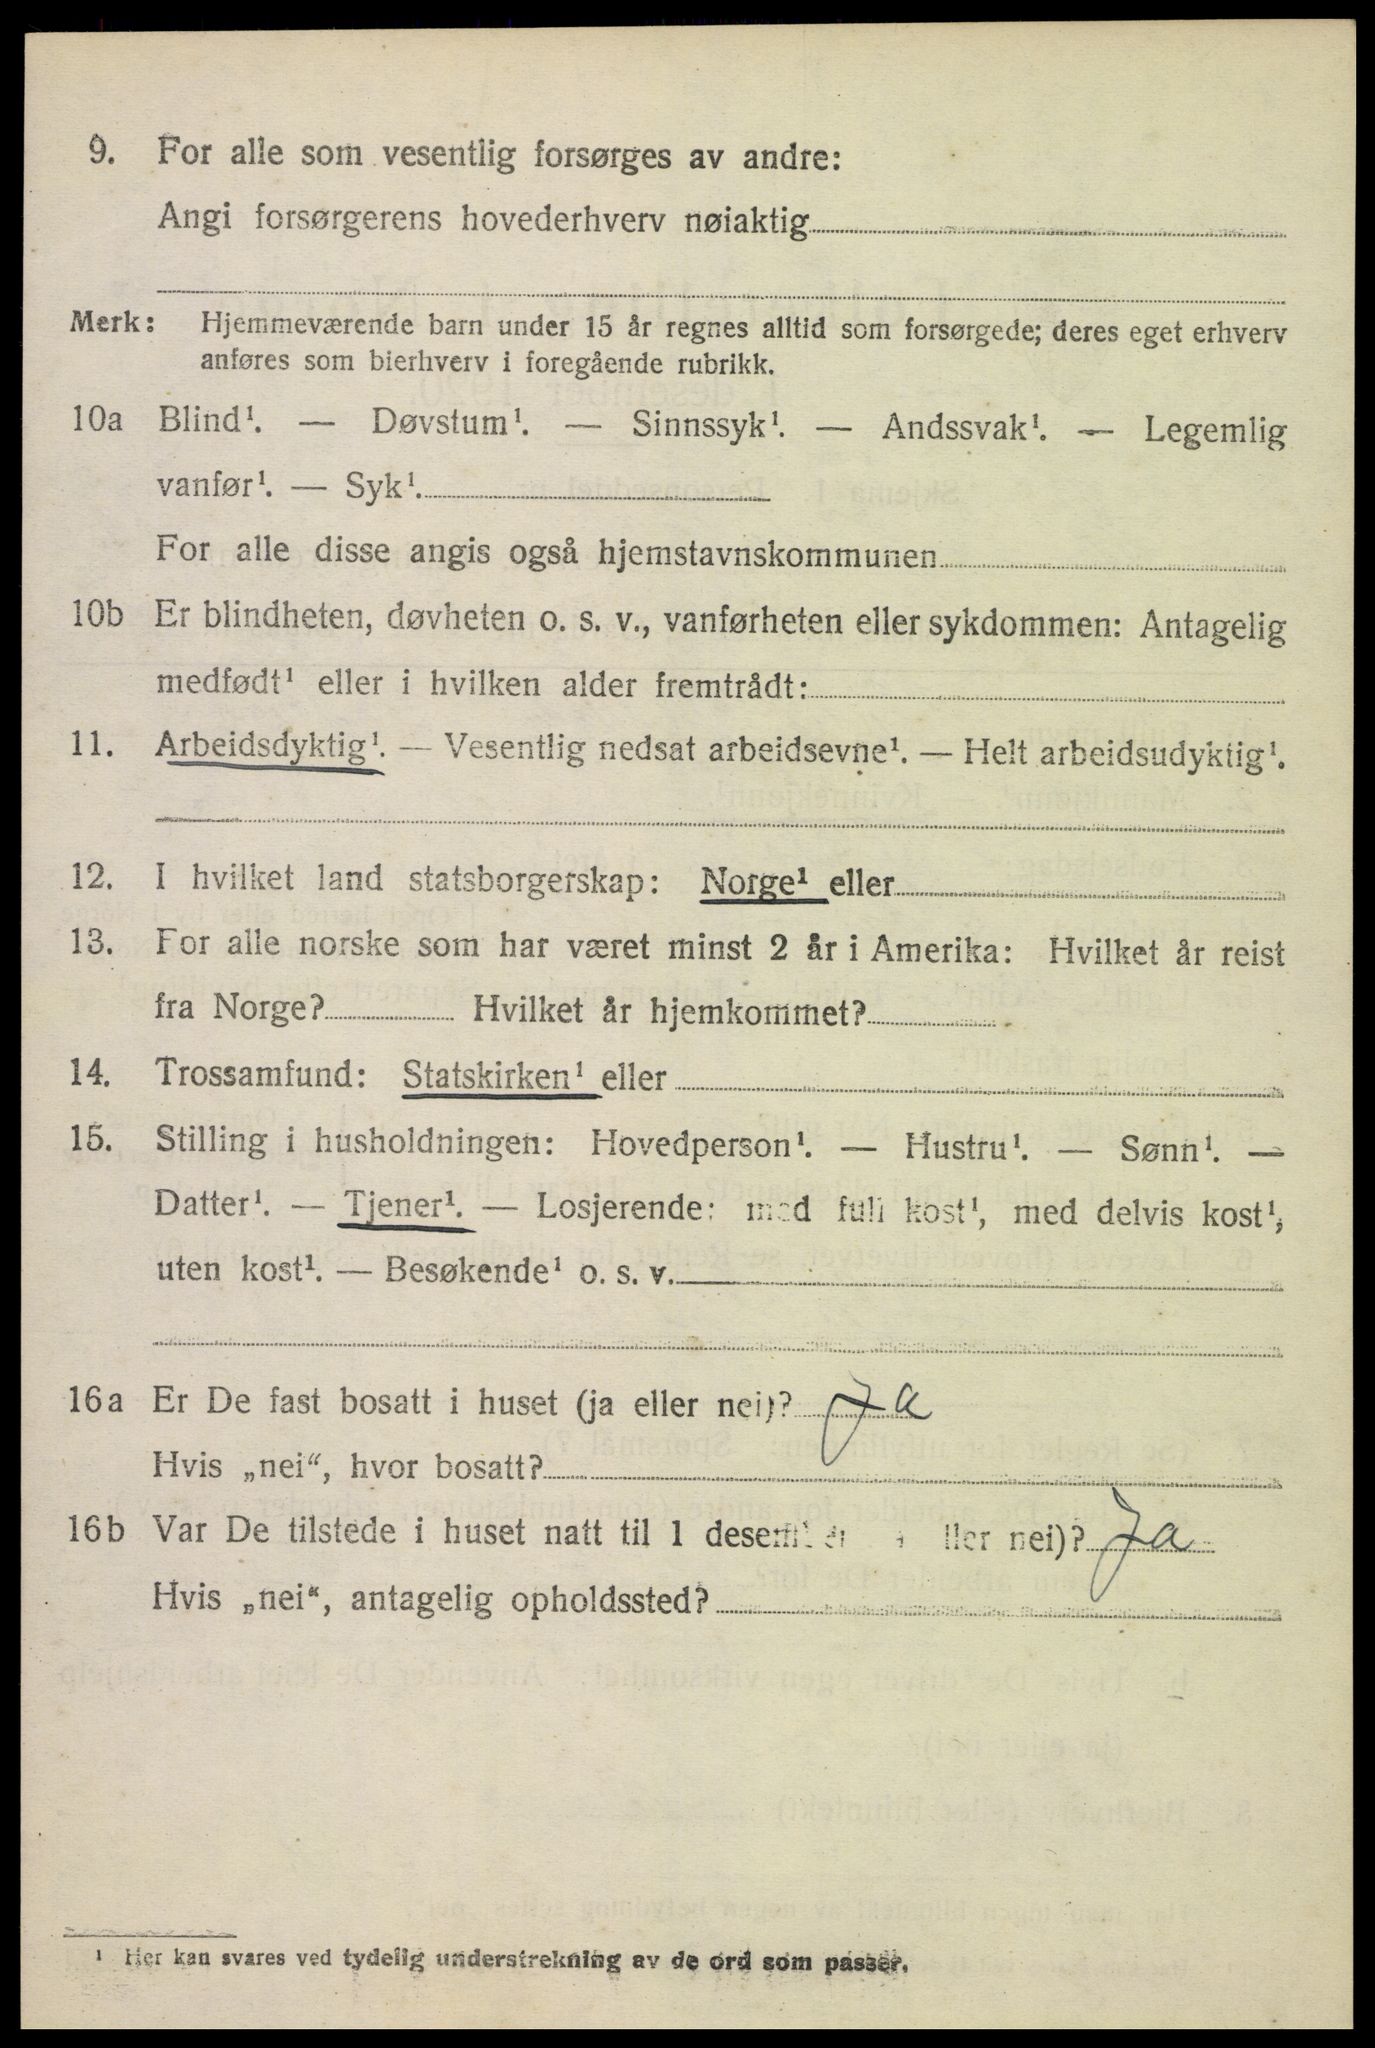 9. For alle som vesentlig forsørges av andre:
Angi forsørgerens hovederhverv nøiaktig
Merk: Hjemmeværende barn under 15 år regnes alltid som forsørgede; deres eget erhverv
anføres som bierhverv i foregående rubrikk.
10a Blind¹. — Døvstum¹. — Sinnssyk¹. — Andssvak¹. — Legemlig
vanfør¹. — Syk¹.
For alle disse angis også hjemstavnskommunen
10b Er blindheten, døvheten o. s. v., vanførheten eller sykdommen: Antagelig
medfødt¹ eller i hvilken alder fremtrådt:
11. Arbeidsdyktig¹. — Vesentlig nedsat arbeidsevne¹. — Helt arbeidsudyktig¹.
12. I hvilket land statsborgerskap: Norge¹ eller
13. For alle norske som har været minst 2 år i Amerika: Hvilket år reist
fra Norge? Hvilket år hjemkommet?
14. Trossamfund: Statskirken¹ eller
15. Stilling i husholdningen: Hovedperson¹. — Hustru¹. — Sønn¹. —
Datter¹. — Tjener¹. — Losjerende: med full kost¹, med delvis kost¹,
uten kost¹. — Besøkende¹ o. s. v.
16a Er De fast bosatt i huset (ja eller nei)? Ja
Hvis „nei“, hvor bosatt?
16b Var De tilstede i huset natt til 1 desember nei)? Ja
Hvis „nei“, antagelig opholdssted?
¹ Her kan svares ved tydelig understrekning av de ord som passer.